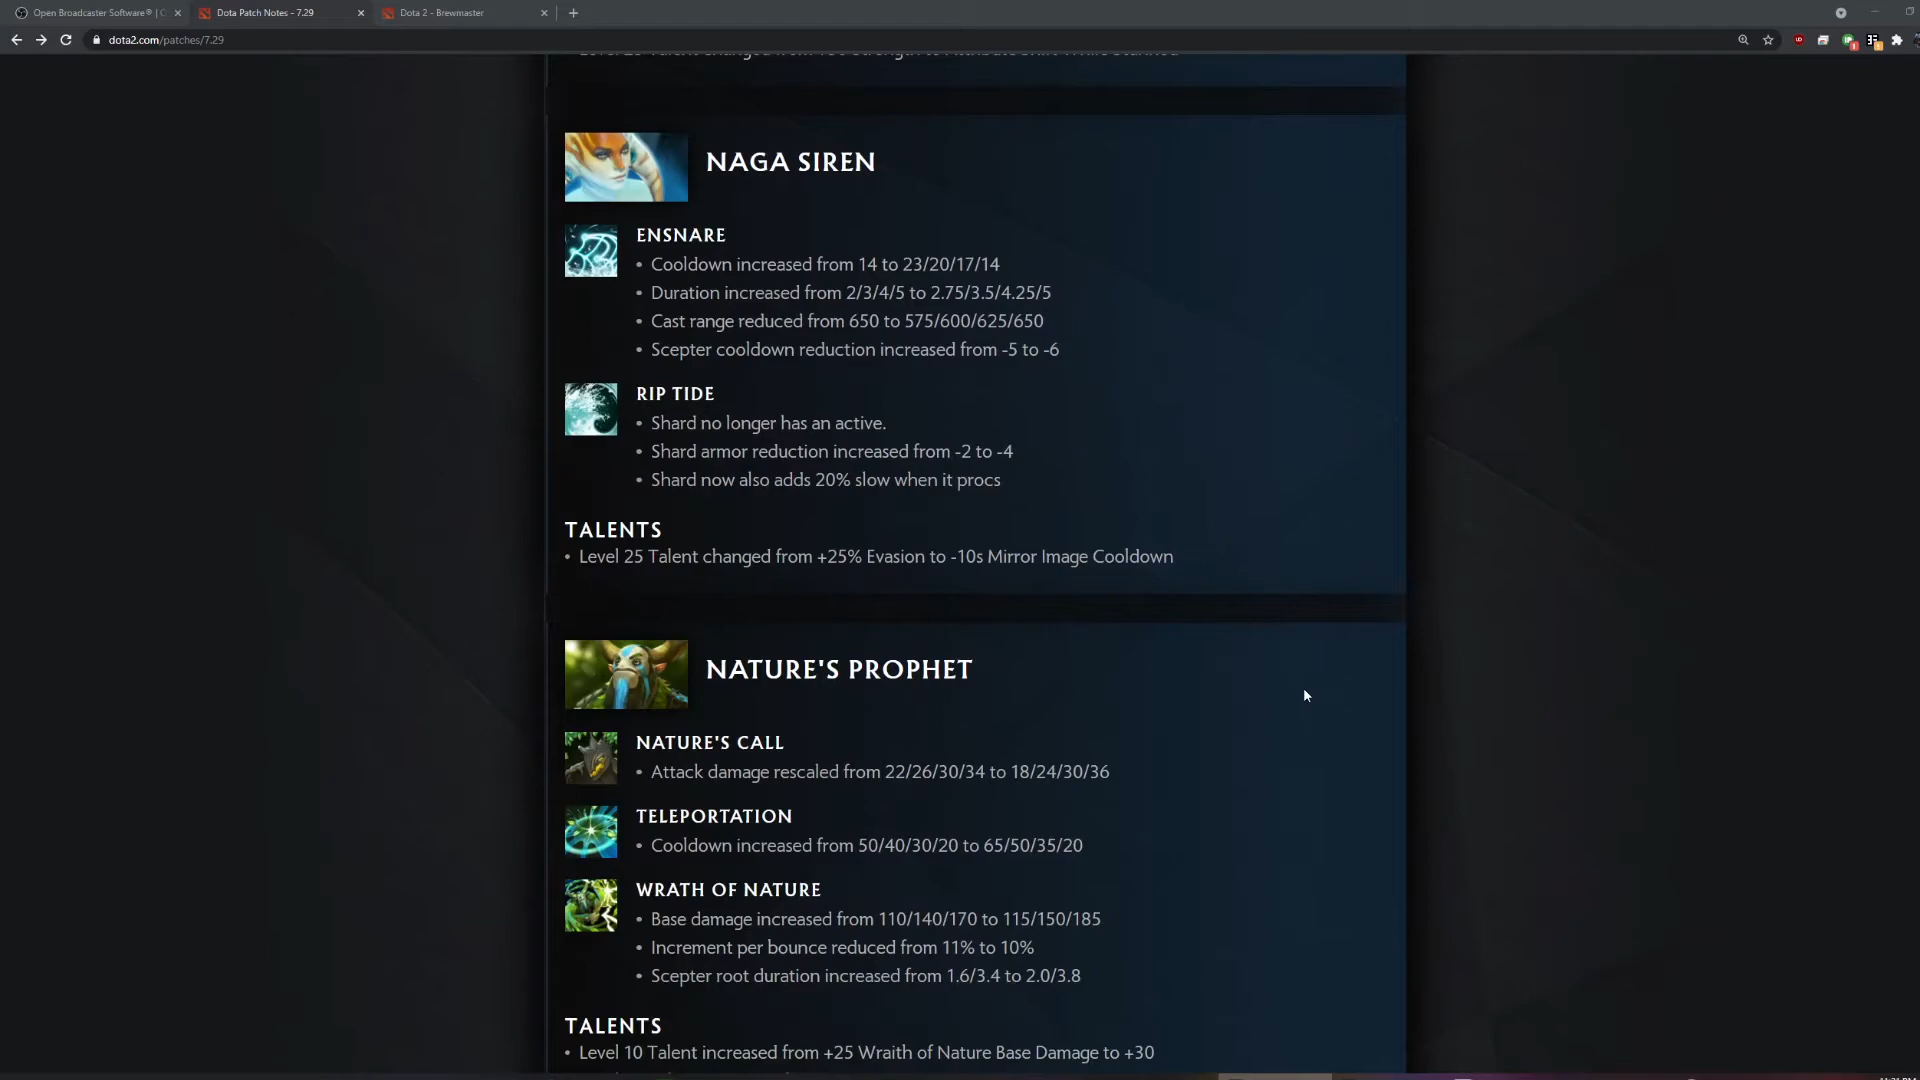 Open Broadcaster Software® | C
Dota Patch Notes - 7.29
Dota 2 - Brewmaster
dota2.com/patches/7.29
NAGA SIREN
ENSNARE
• Cooldown increased from 14 to 23/20/17/14
• Duration increased from 2/3/4/5 to 2.75/3.5/4.25/5
• Cast range reduced from 650 to 575/600/625/650
• Scepter cooldown reduction increased from -5 to -6
RIP TIDE
• Shard no longer has an active.
• Shard armor reduction increased from -2 to -4
• Shard now also adds 20% slow when it procs
TALENTS
• Level 25 Talent changed from +25% Evasion to -10s Mirror Image Cooldown
NATURE'S PROPHET
NATURE'S CALL
• Attack damage rescaled from 22/26/30/34 to 18/24/30/36
TELEPORTATION
• Cooldown increased from 50/40/30/20 to 65/50/35/20
WRATH OF NATURE
• Base damage increased from 110/140/170 to 115/150/185
• Increment per bounce reduced from 11% to 10%
• Scepter root duration increased from 1.6/3.4 to 2.0/3.8
TALENTS
• Level 10 Talent increased from +25 Wraith of Nature Base Damage to +30